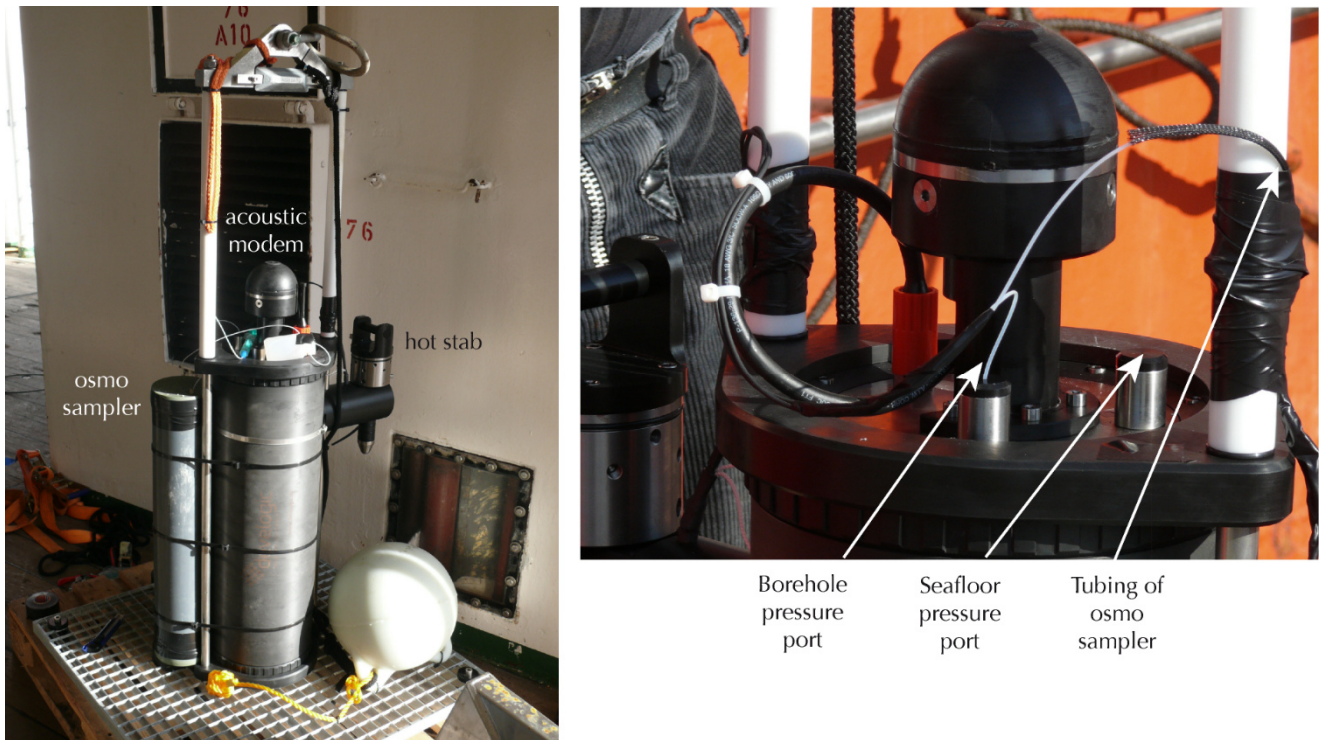 76
A10
acoustic
modem
76
hot stab
osmo
sampler
Borehole
pressure
port
Seafloor
pressure
port
Tubing of
osmo
sampler